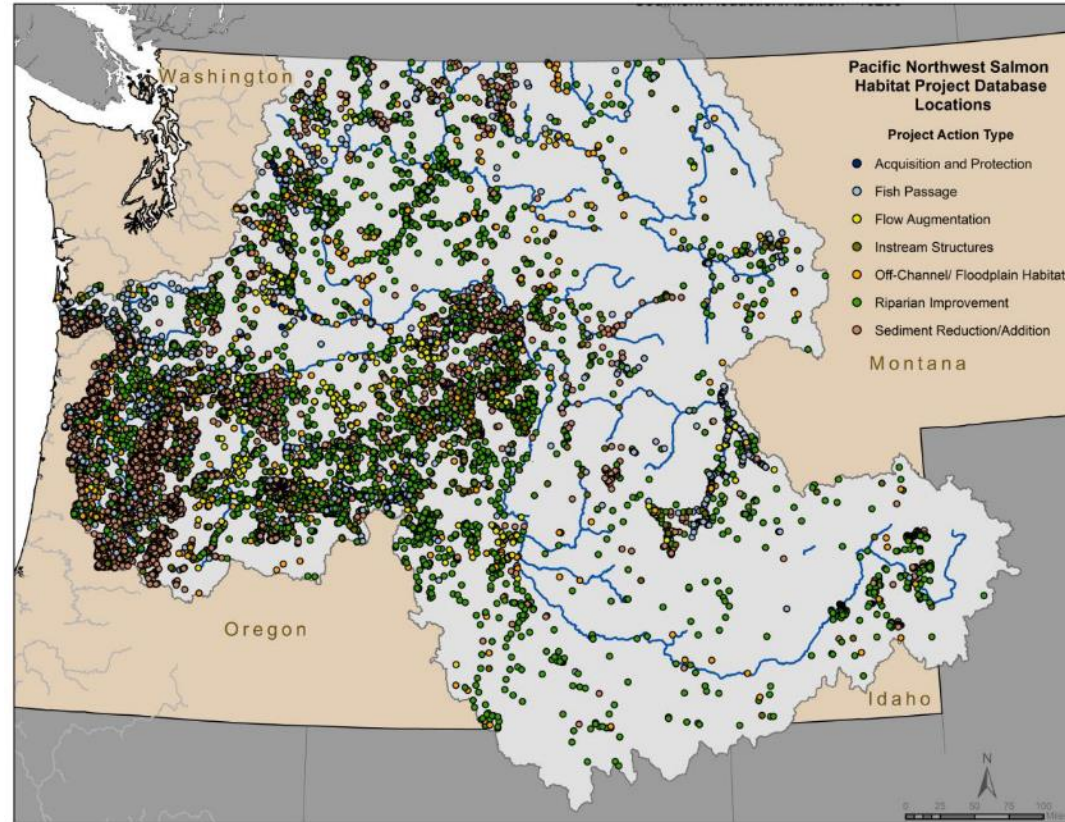 Washington
Pacific Northwest Salmon
Habitat Project Database
Locations
Project Action Type
Acquisition and Protection
Fish Passage
Flow Augmentation
Instream Structures
Off-Channel/ Floodplain Habitat
Riparian Improvement
Sediment Reduction/Addition
Montana
Oregon
Idaho
N
0 25 50 75 100
Miles